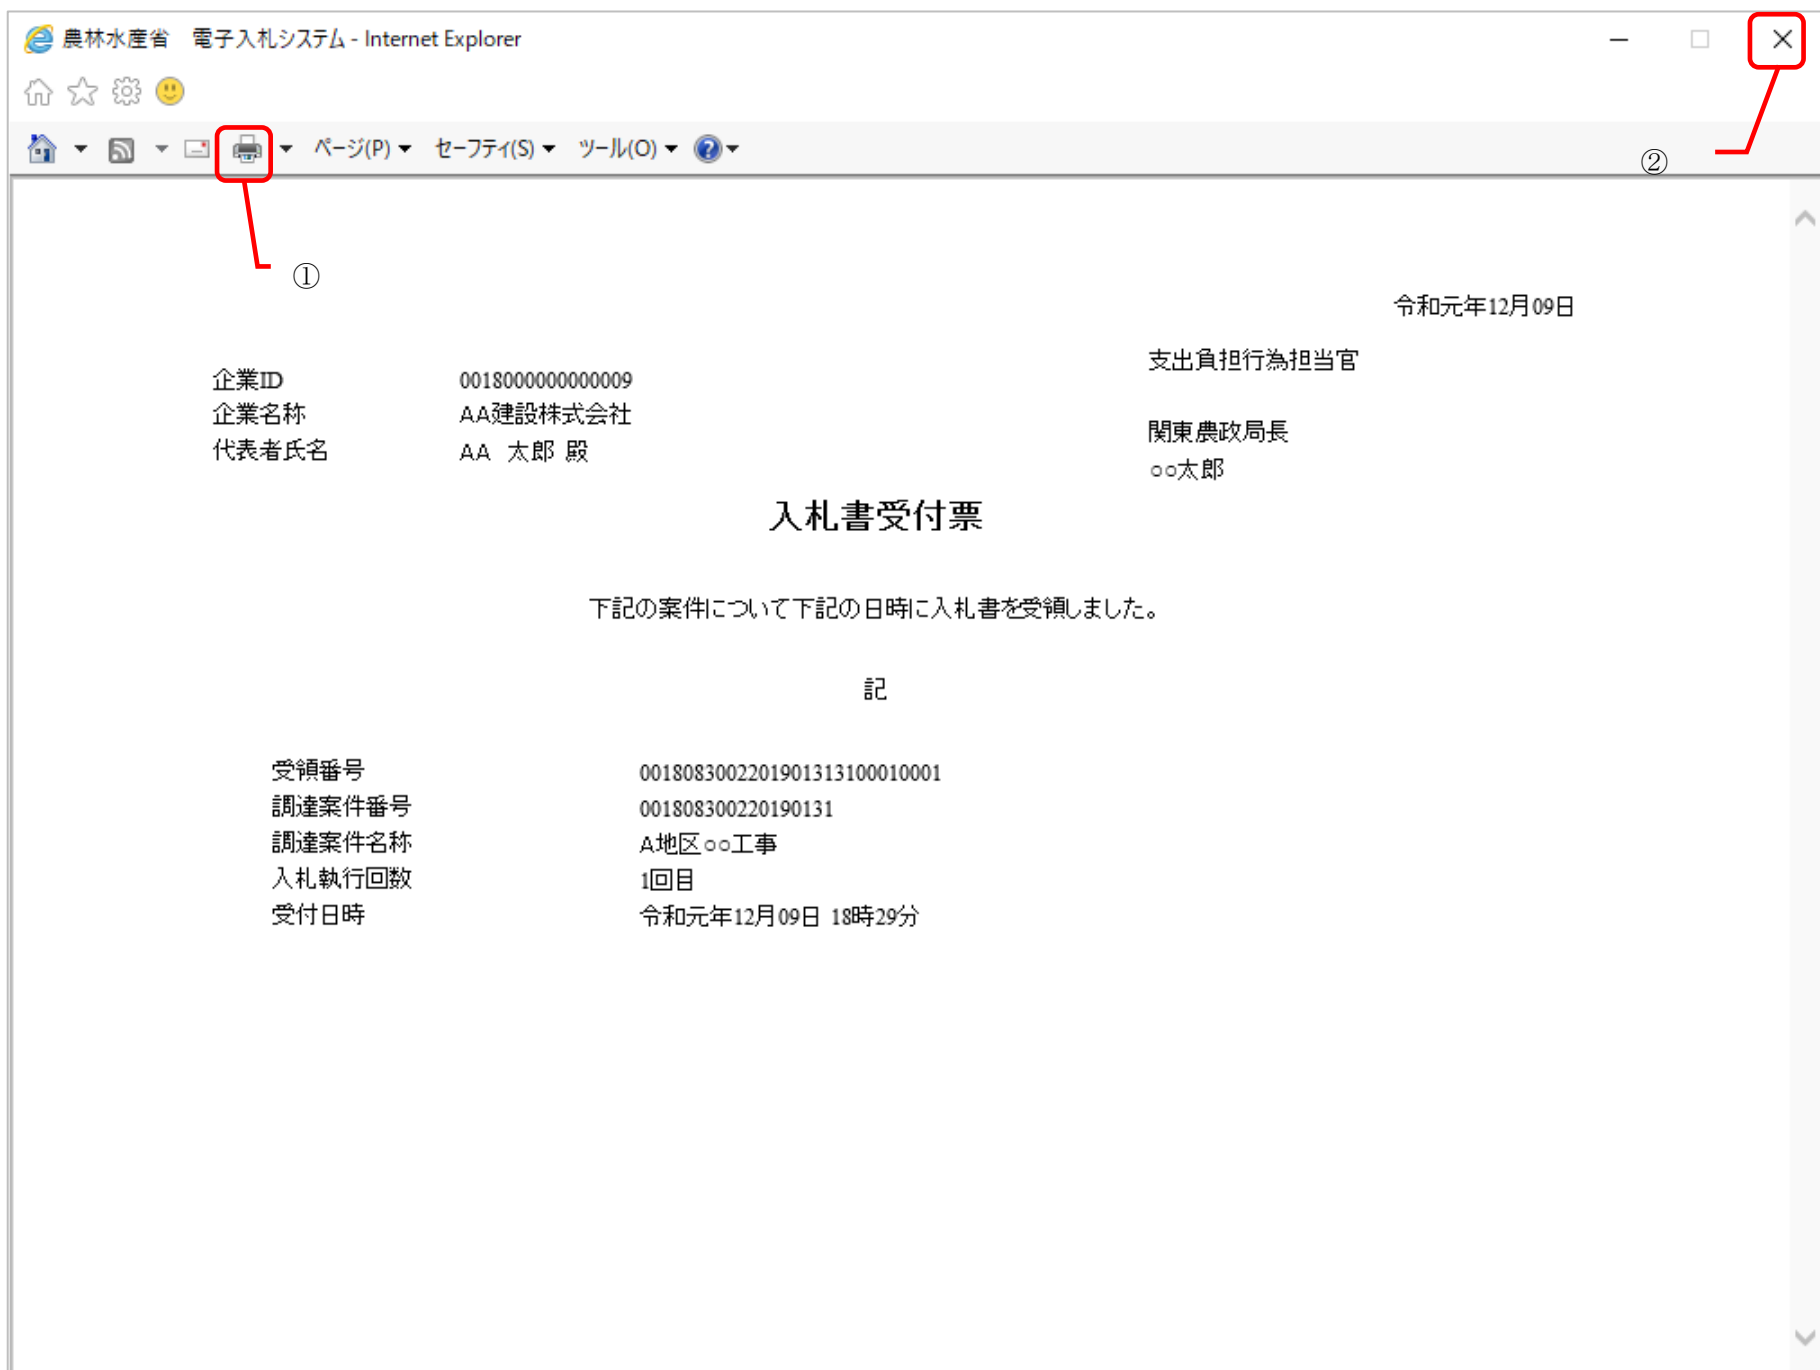 農林水産省　電子入札システム - Internet Explorer
ページ(P) セーフティ(S) ツール(O)
②
①
令和元年12月09日
支出負担行為担当官
企業ID 0018000000000009
企業名称 AA建設株式会社
関東農政局長
代表者氏名 AA 太郎 殿
○○太郎
入札書受付票
下記の案件について下記の日時に入札書を受領しました。
記
受領番号 00180830022019013131​00010001
調達案件番号 001808300220190131
調達案件名称 A地区○○工事
入札執行回数 1回目
受付日時 令和元年12月09日 18時29分